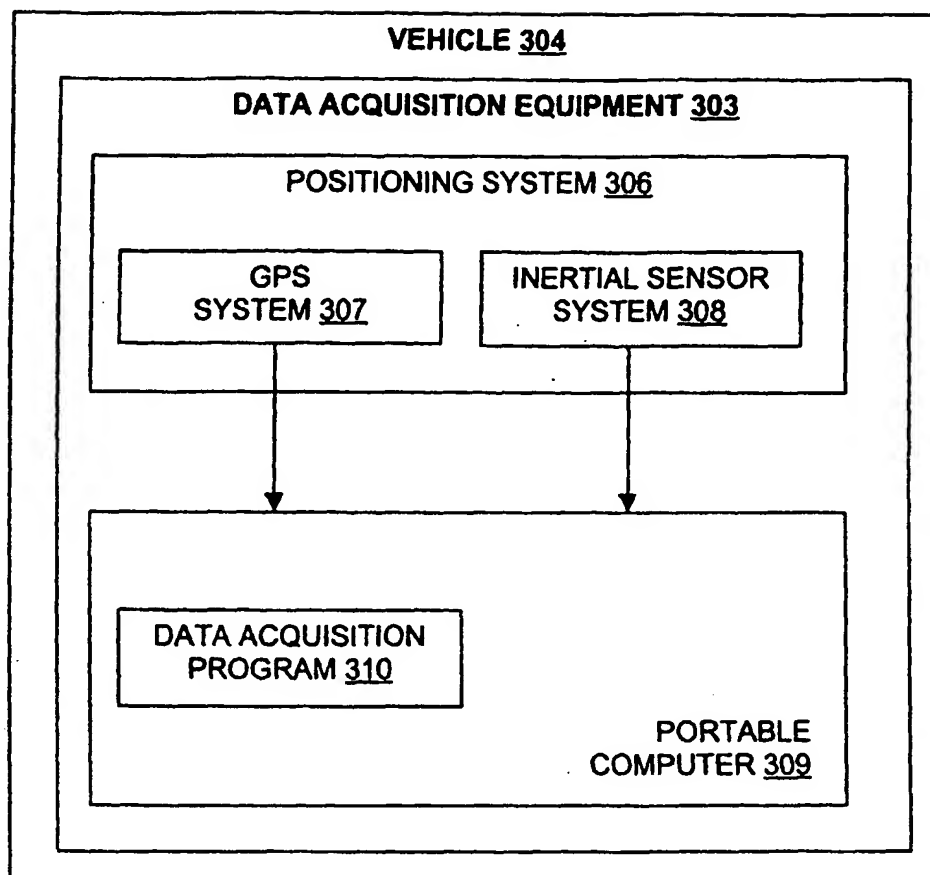 VEHICLE 304
DATA ACQUISITION EQUIPMENT 303
POSITIONING SYSTEM 306
GPS
SYSTEM 307
INERTIAL SENSOR
SYSTEM 308
DATA ACQUISITION
PROGRAM 310
PORTABLE
COMPUTER 309